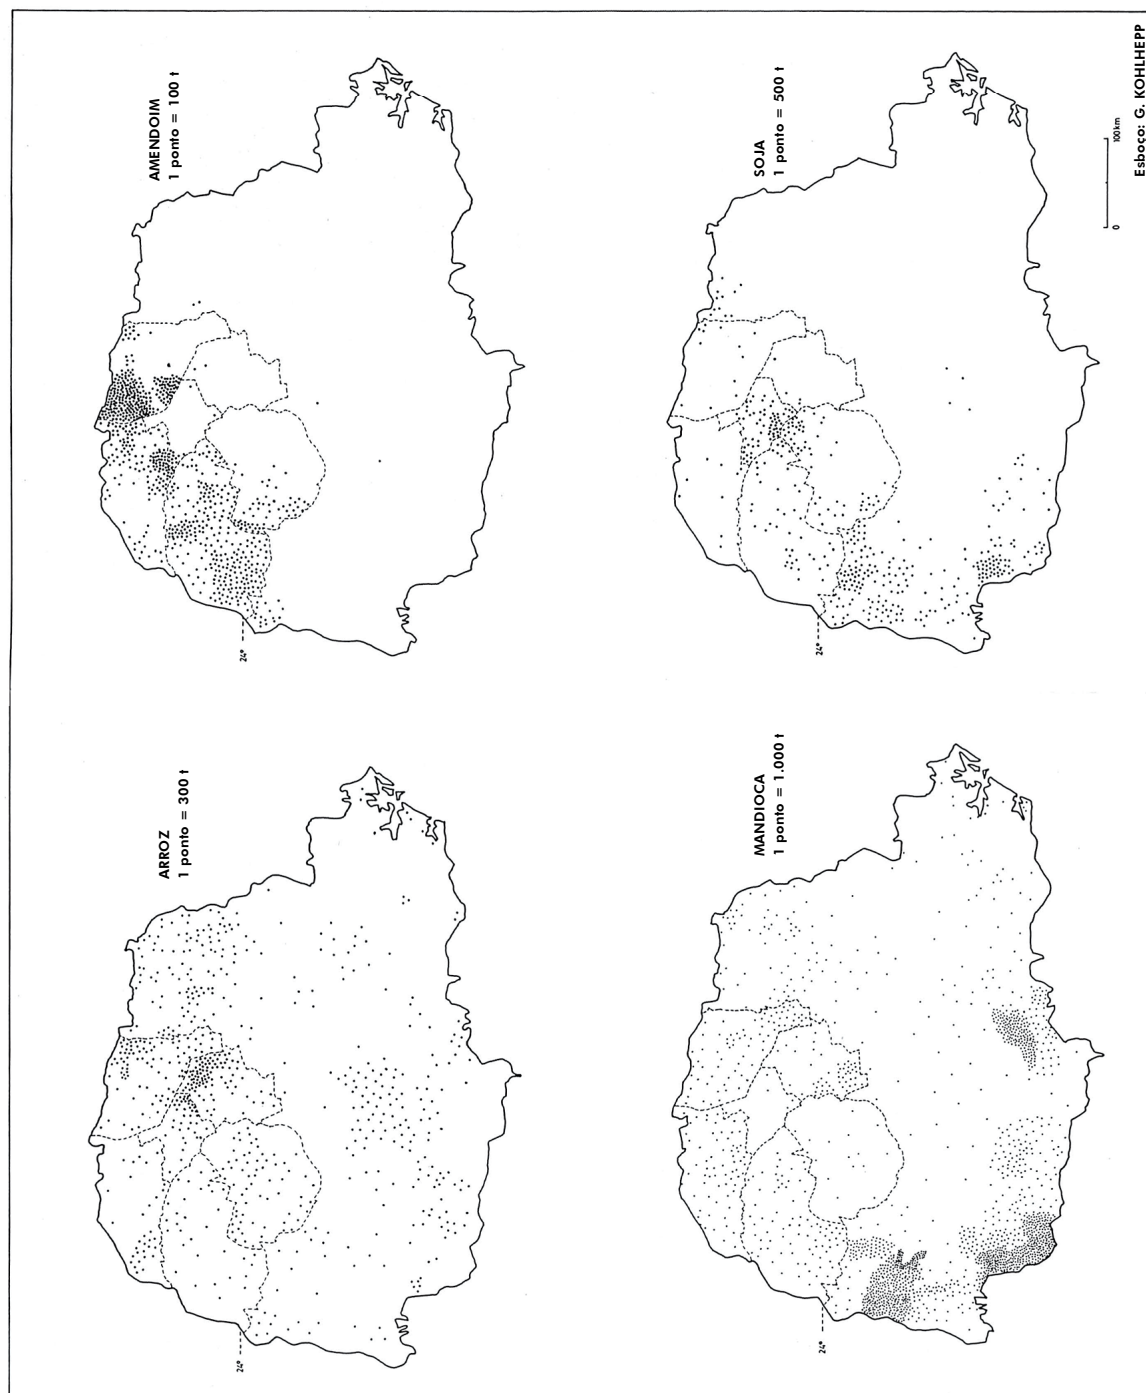 MANDIOCA
1 ponto = 1.000 t
24°
ARROZ
1 ponto = 300 t
24°
SOJA
1 ponto = 500 t
24°
AMENDOIM
1 ponto = 100 t
24°
0 100 km
Esboço: G. KOHLHEPP